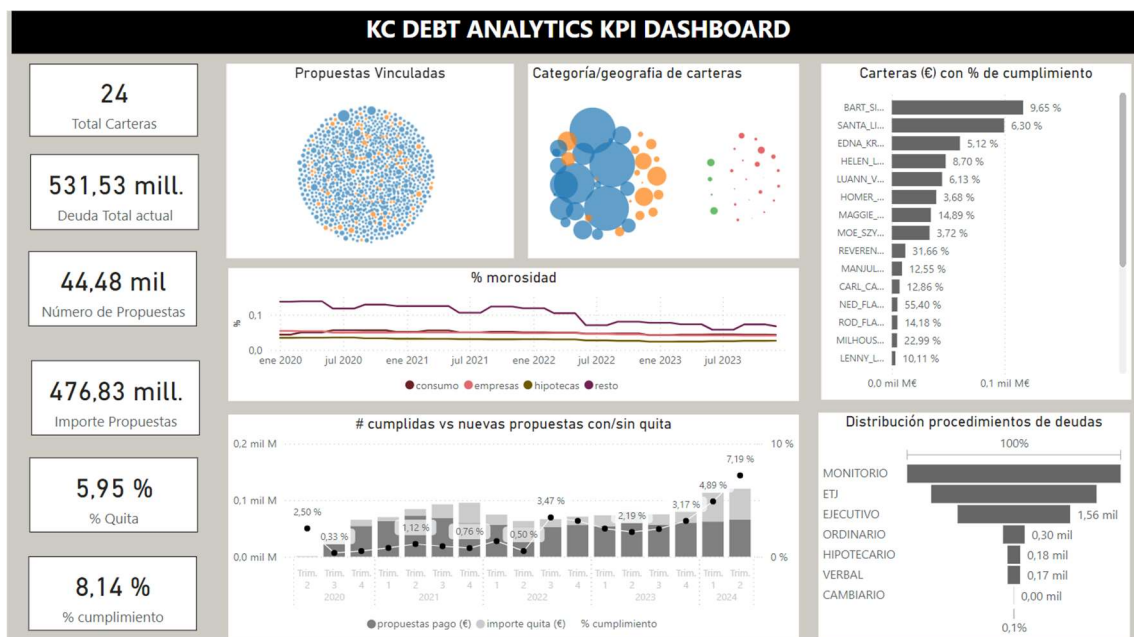 KC DEBT ANALYTICS KPI DASHBOARD
24
Total Carteras
531,53 mill.
Deuda Total actual
44,48 mil
Número de Propuestas
476,83 mill.
Importe Propuestas
5,95 %
% Quita
8,14 %
% cumplimiento
Propuestas Vinculadas
Categoría/geografia de carteras
% morosidad
%
0,1
0,0
ene 2020 jul 2020 ene 2021 jul 2021 ene 2022 jul 2022 ene 2023 jul 2023
consumo empresas hipotecas resto
# cumplidas vs nuevas propuestas con/sin quita
0,2 mil M
0,1 mil M
0,0 mil M
10 %
0 %
2,50 % 0,33 % 1,12 % 0,76 % 0,50 % 3,47 % 2,19 % 3,17 % 4,89 % 7,19 %
Trim. Trim. Trim. Trim. Trim. Trim. Trim. Trim. Trim. Trim. Trim. Trim. Trim. Trim. Trim. Trim. Trim.
2 3 4 1 2 3 4 1 2 3 4 1 2 3 4 1 2
2020 2021 2022 2023 2024
propuestas pago (€) importe quita (€) % cumplimiento
Carteras (€) con % de cumplimiento
BART_SI... 9,65 %
SANTA_LI... 6,30 %
EDNA_KR... 5,12 %
HELEN_L... 8,70 %
LUANN_V... 6,13 %
HOMER_... 3,68 %
MAGGIE_... 14,89 %
MOE_SZY... 3,72 %
REVEREN... 31,66 %
MANJUL... 12,55 %
CARL_CA... 12,86 %
NED_FLA... 55,40 %
ROD_FLA... 14,18 %
MILHOUS... 22,99 %
LENNY_L... 10,11 %
0,0 mil M€ 0,1 mil M€
Distribución procedimientos de deudas
100%
MONITORIO
ETJ
EJECUTIVO 1,56 mil
ORDINARIO 0,30 mil
HIPOTECARIO 0,18 mil
VERBAL 0,17 mil
CAMBIARIO 0,00 mil
0,1%